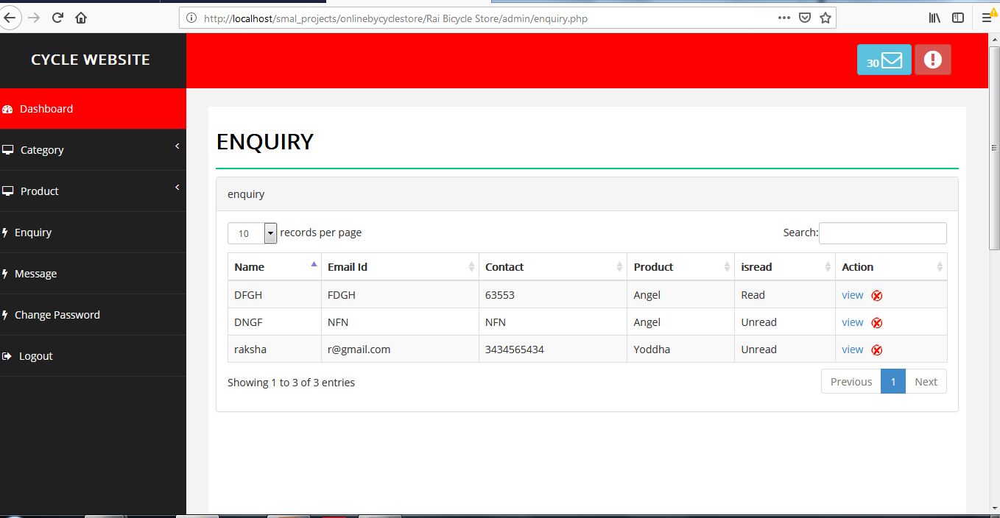 http://localhost/smal_projects/onlinebycyclestore/Rai Bicycle Store/admin/enquiry.php
CYCLE WEBSITE
30
Dashboard
Category
Product
Enquiry
Message
Change Password
Logout
ENQUIRY
enquiry
10 records per page Search:
Name Email Id Contact Product isread Action
DFGH FDGH 63553 Angel Read view
DNGF NFN NFN Angel Unread view
raksha r@gmail.com 3434565434 Yoddha Unread view
Showing 1 to 3 of 3 entries Previous 1 Next